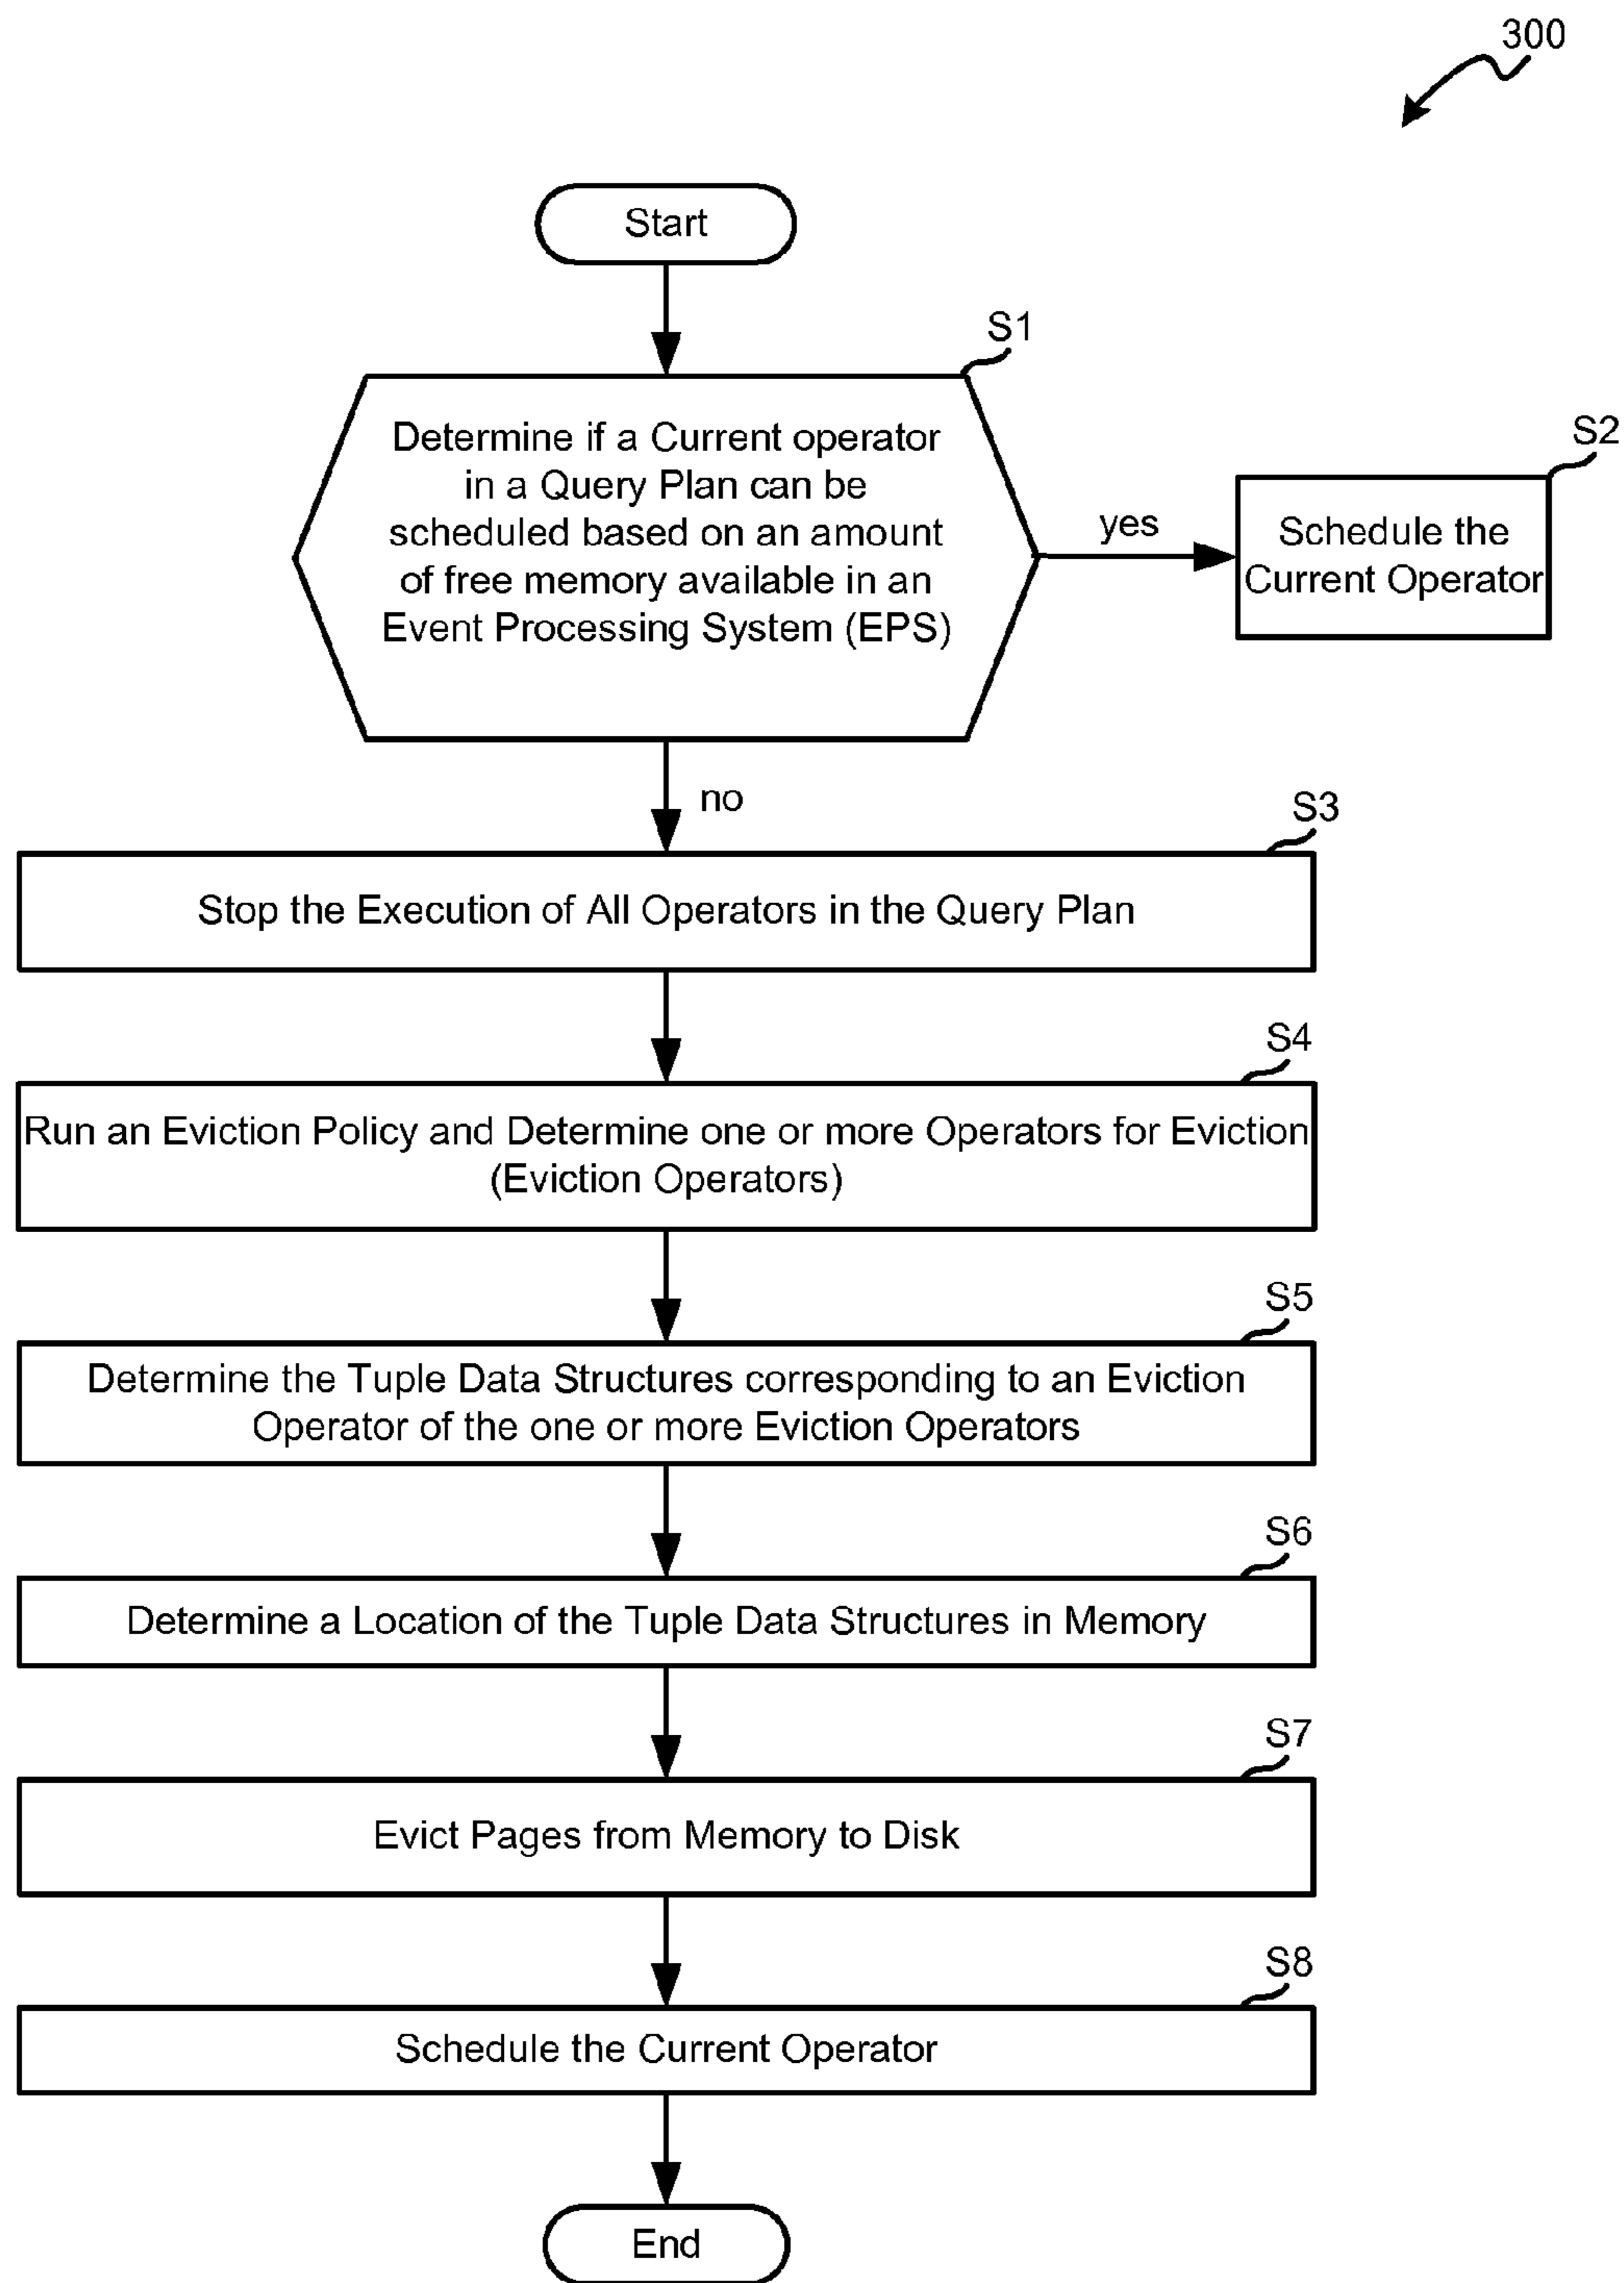 300
Start
S1
Determine if a Current operator
in a Query Plan can be
scheduled based on an amount
of free memory available in an
Event Processing System (EPS)
yes
S2
Schedule the
Current Operator
no
S3
Stop the Execution of All Operators in the Query Plan
S4
Run an Eviction Policy and Determine one or more Operators for Eviction
(Eviction Operators)
S5
Determine the Tuple Data Structures corresponding to an Eviction
Operator of the one or more Eviction Operators
S6
Determine a Location of the Tuple Data Structures in Memory
S7
Evict Pages from Memory to Disk
S8
Schedule the Current Operator
End